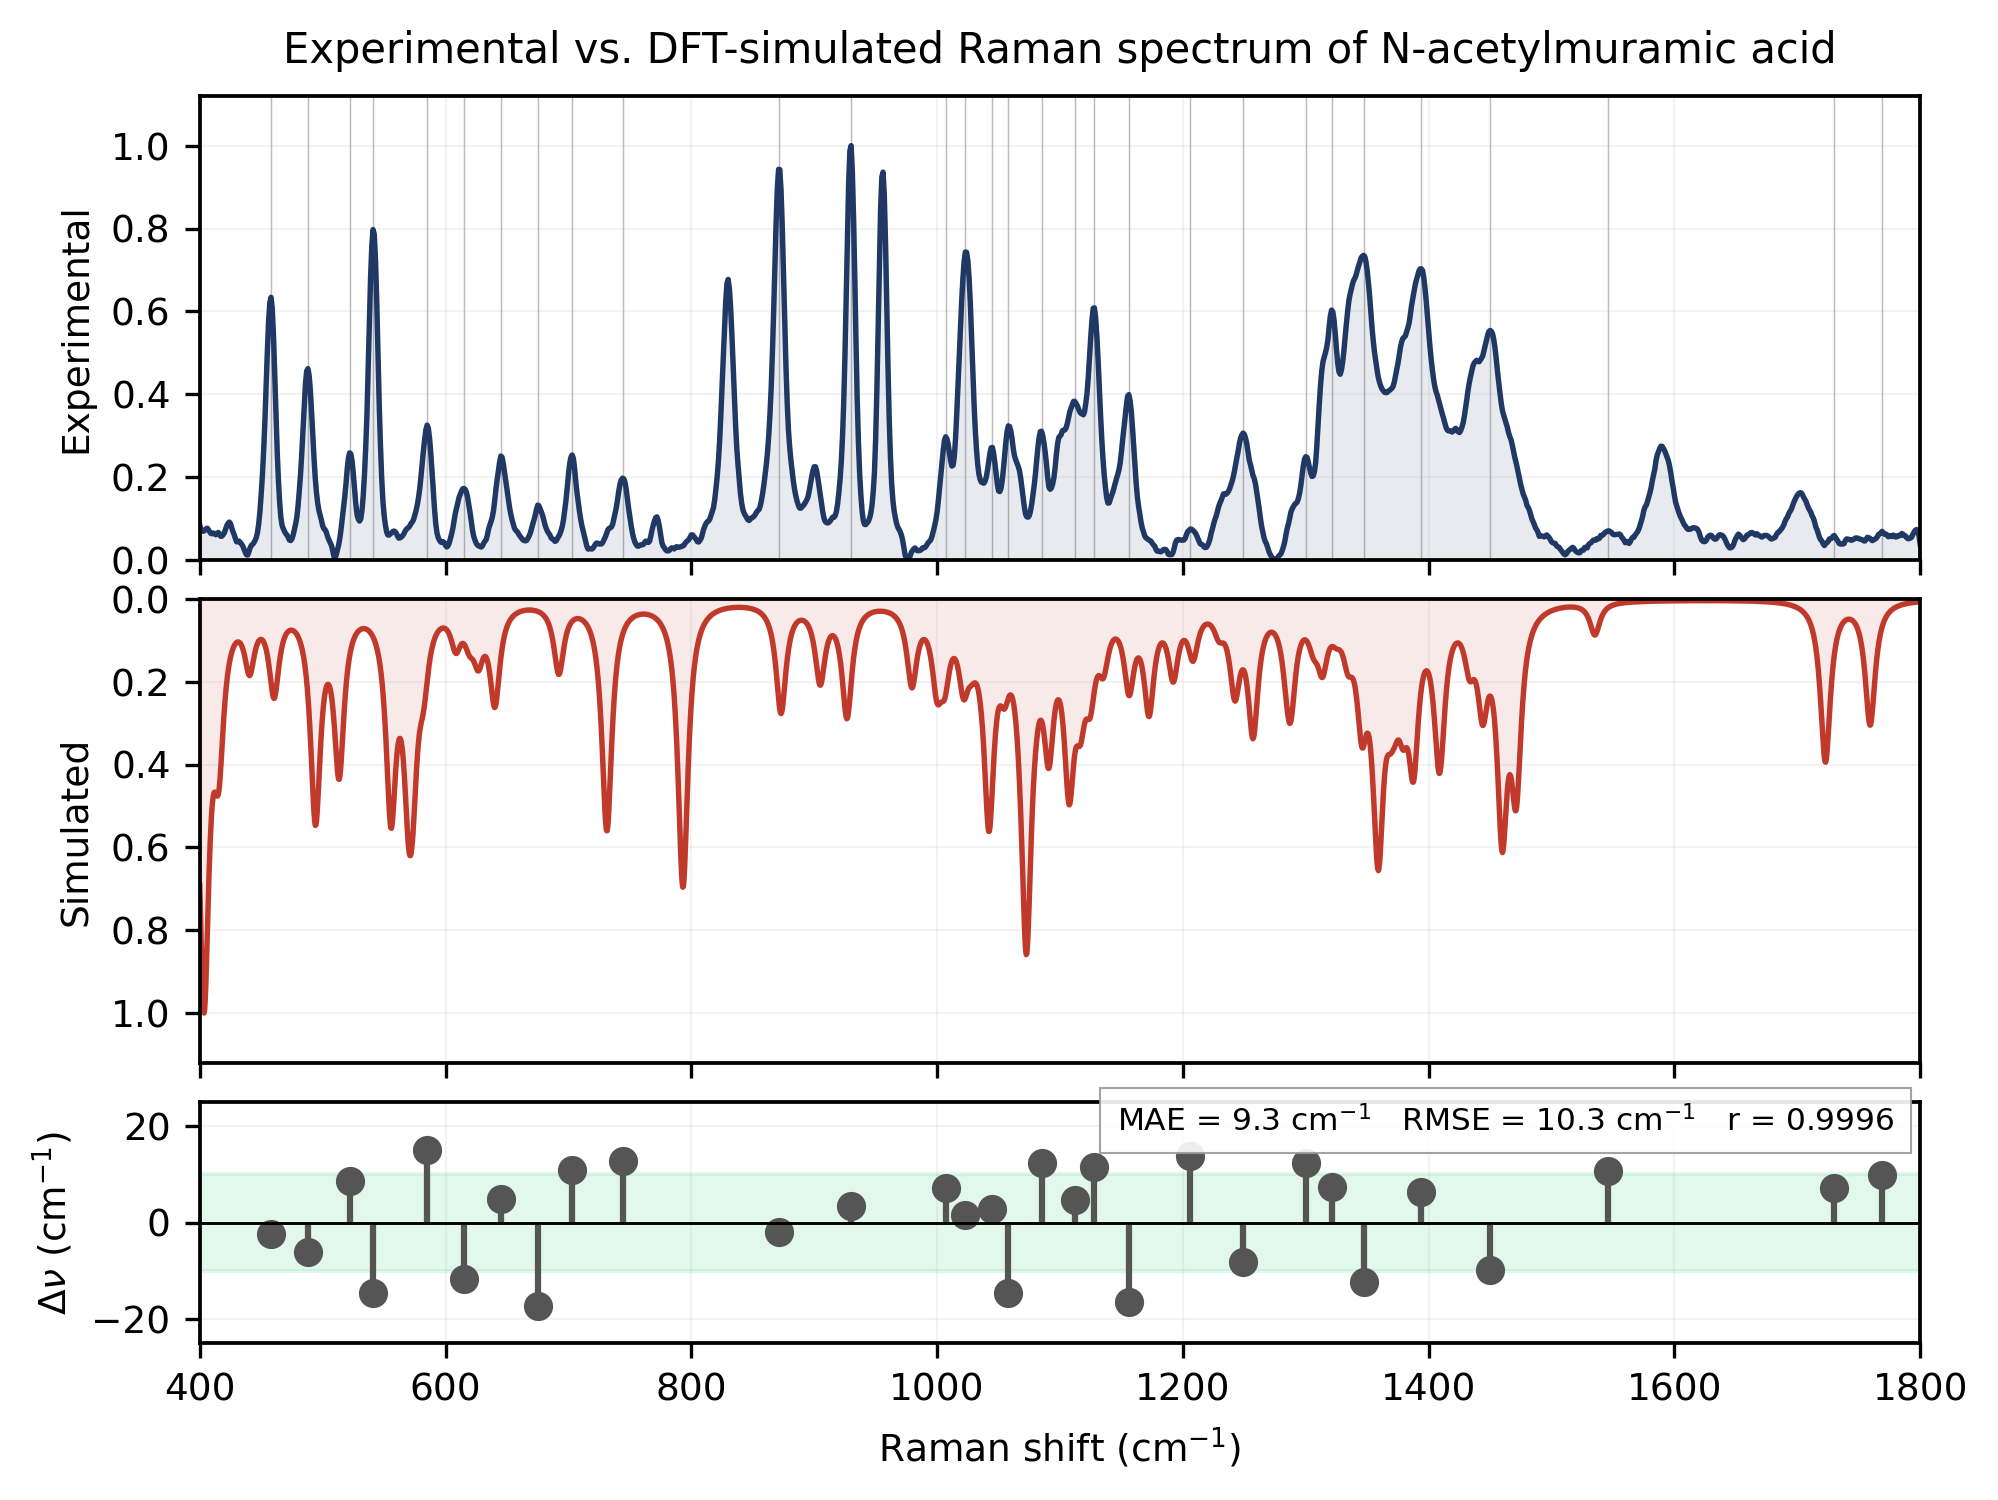 Experimental vs. DFT-simulated Raman spectrum of N-acetylmuramic acid
Experimental
1.0
0.8
0.6
0.4
0.2
0.0
Simulated
0.0
0.2
0.4
0.6
0.8
1.0
MAE = 9.3 cm⁻¹ RMSE = 10.3 cm⁻¹ r = 0.9996
Δν (cm⁻¹)
20
0
−20
400 600 800 1000 1200 1400 1600 1800
Raman shift (cm⁻¹)